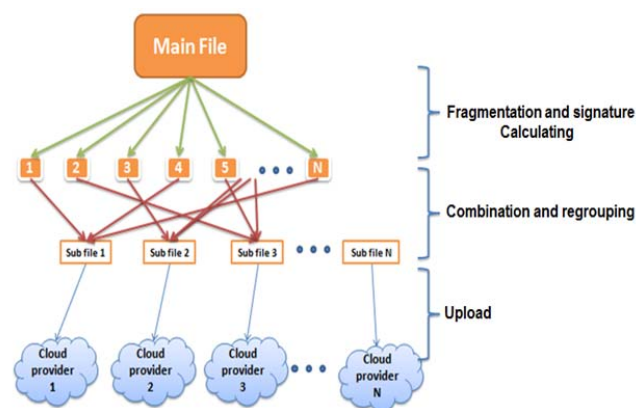 Main File
Fragmentation and signature
Calculating
1 2 3 4 5 N
Combination and regrouping
Sub file 1 Sub file 2 Sub file 3 Sub file N
Upload
Cloud provider 1
Cloud provider 2
Cloud provider 3
Cloud provider N